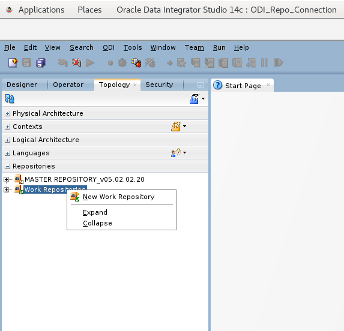 Applications Places Oracle Data Integrator Studio 14c : ODI_Repo_Connection
File Edit View Search ODI Tools Window Team Run Help
Designer Operator Topology Security Start Page
Physical Architecture
Contexts
Logical Architecture
Languages
Repositories
MASTER REPOSITORY_v05.02.02.20
Work Repositories
New Work Repository
Expand
Collapse